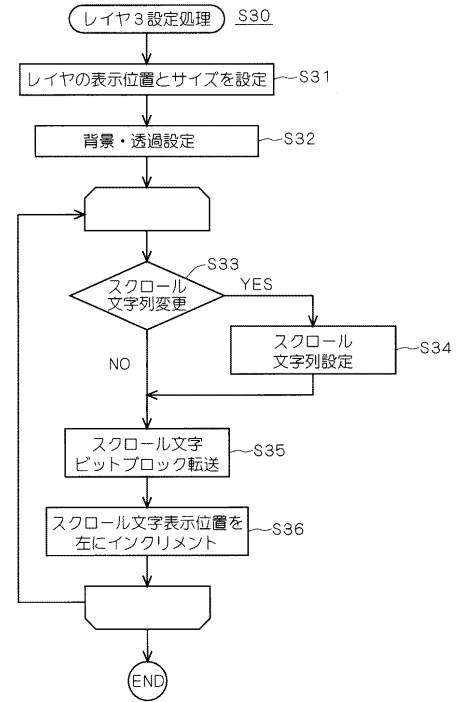 レイヤ3設定処理
S30
レイヤの表示位置とサイズを設定
S31
背景・透過設定
S32
スクロール
文字列変更
S33
YES
NO
スクロール
文字列設定
S34
スクロール文字
ビットブロック転送
S35
スクロール文字表示位置を
左にインクリメント
S36
END